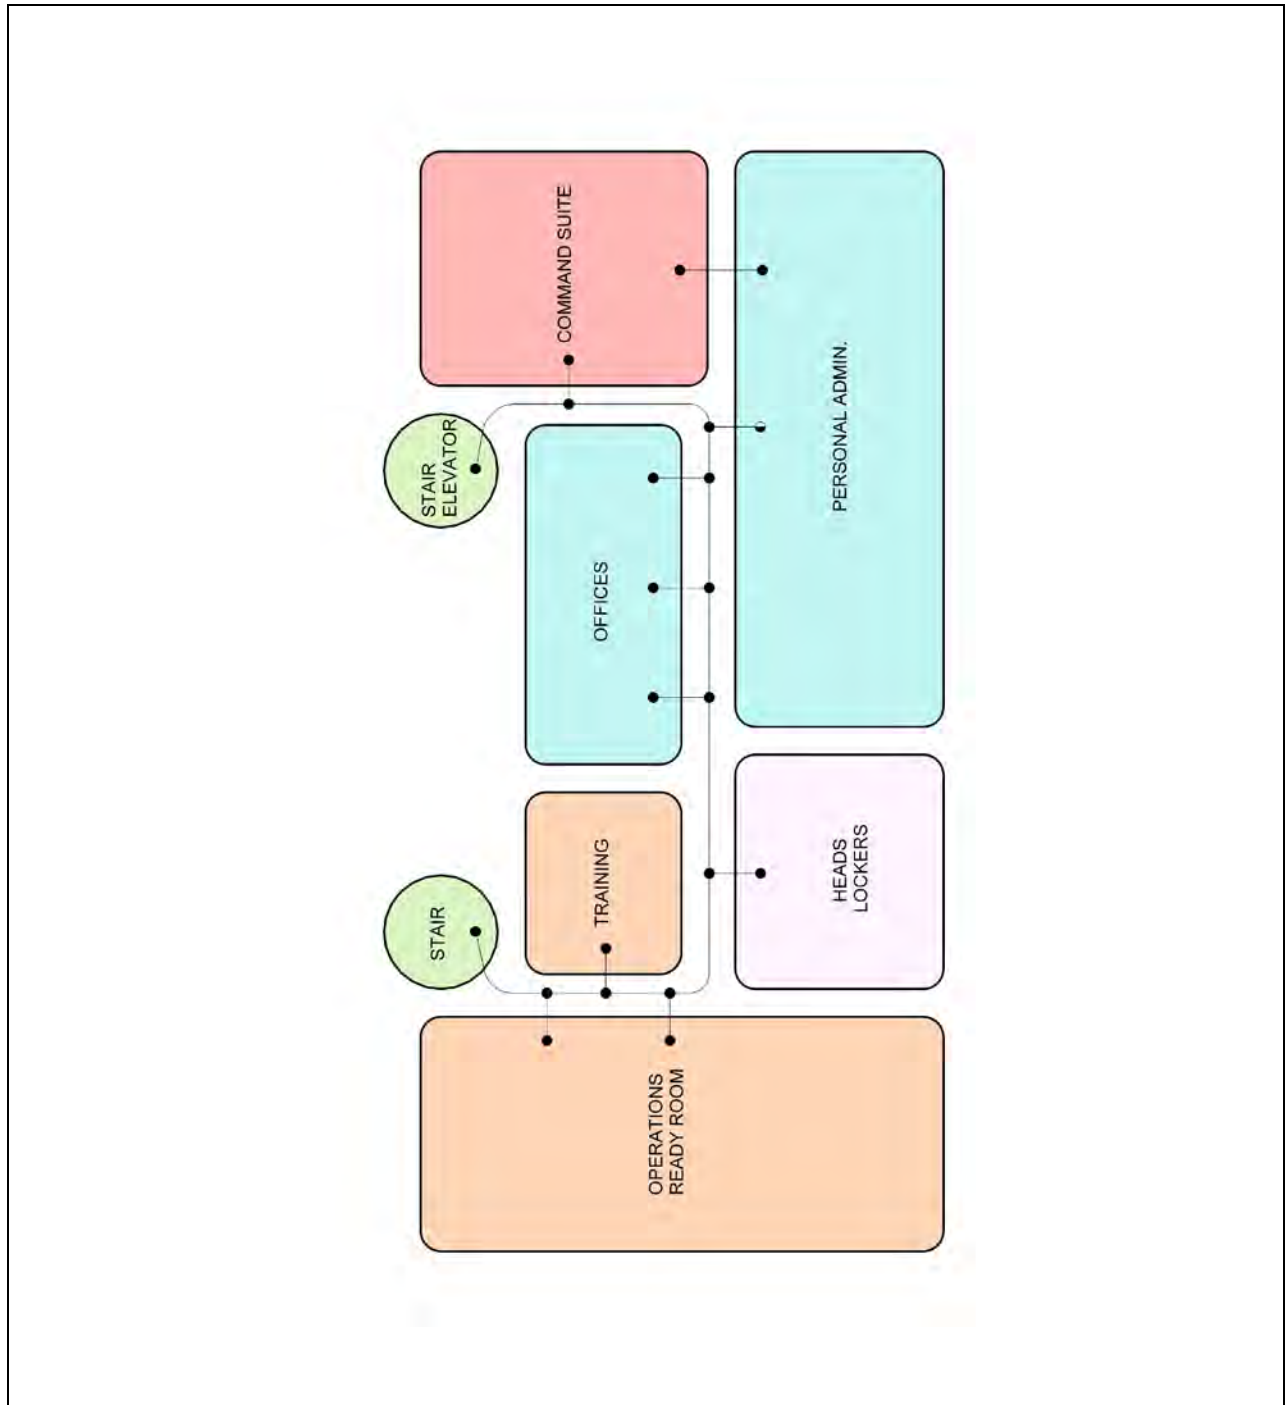 COMMAND SUITE
STAIR
ELEVATOR
PERSONAL ADMIN.
OFFICES
TRAINING
HEADS
LOCKERS
STAIR
OPERATIONS
READY ROOM